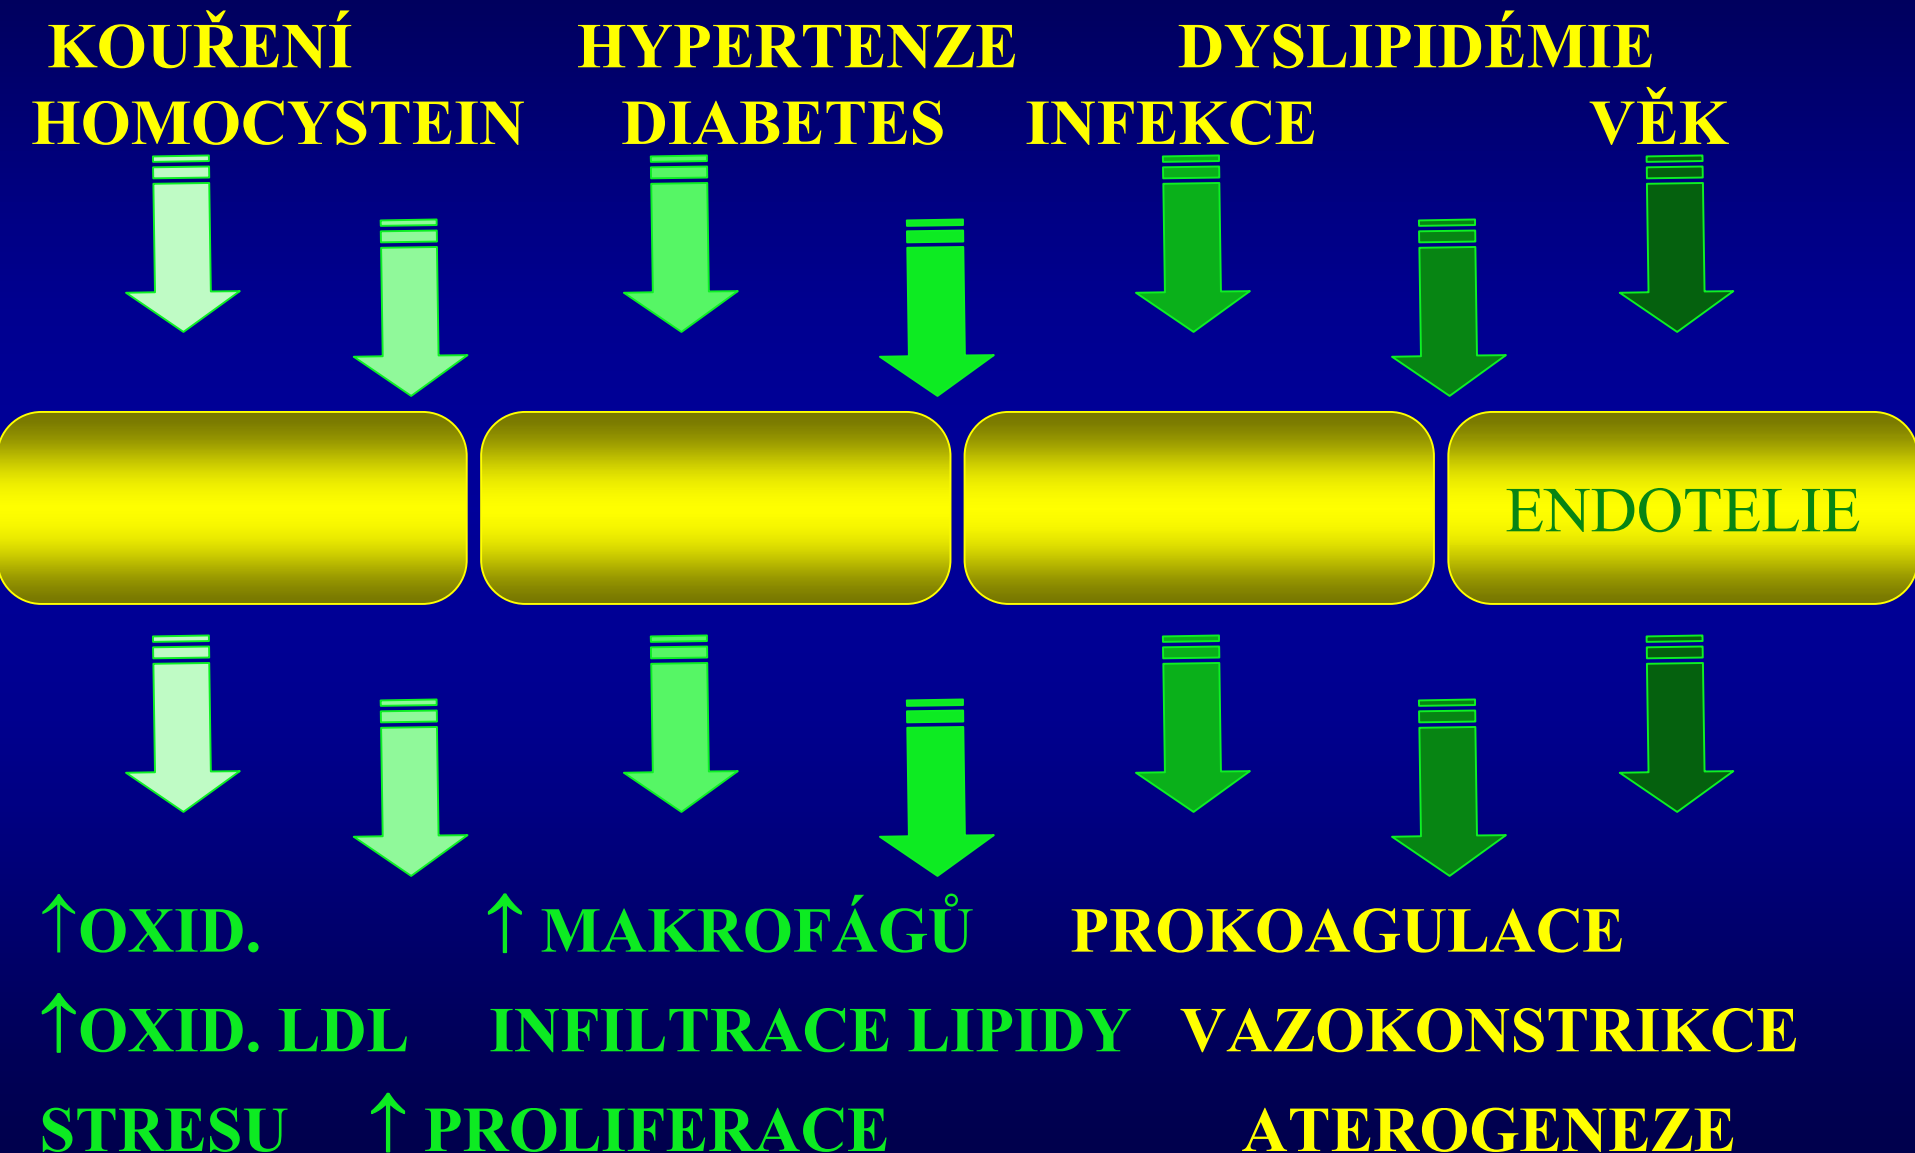 KOUŘENÍ HYPERTENZE DYSLIPIDÉMIE
HOMOCYSTEIN DIABETES INFEKCE VĚK
ENDOTELIE
↑OXID. ↑ MAKROFÁGŮ PROKOAGULACE
↑OXID. LDL INFILTRACE LIPIDY VAZOKONSTRIKCE
STRESU ↑ PROLIFERACE ATEROGENEZE